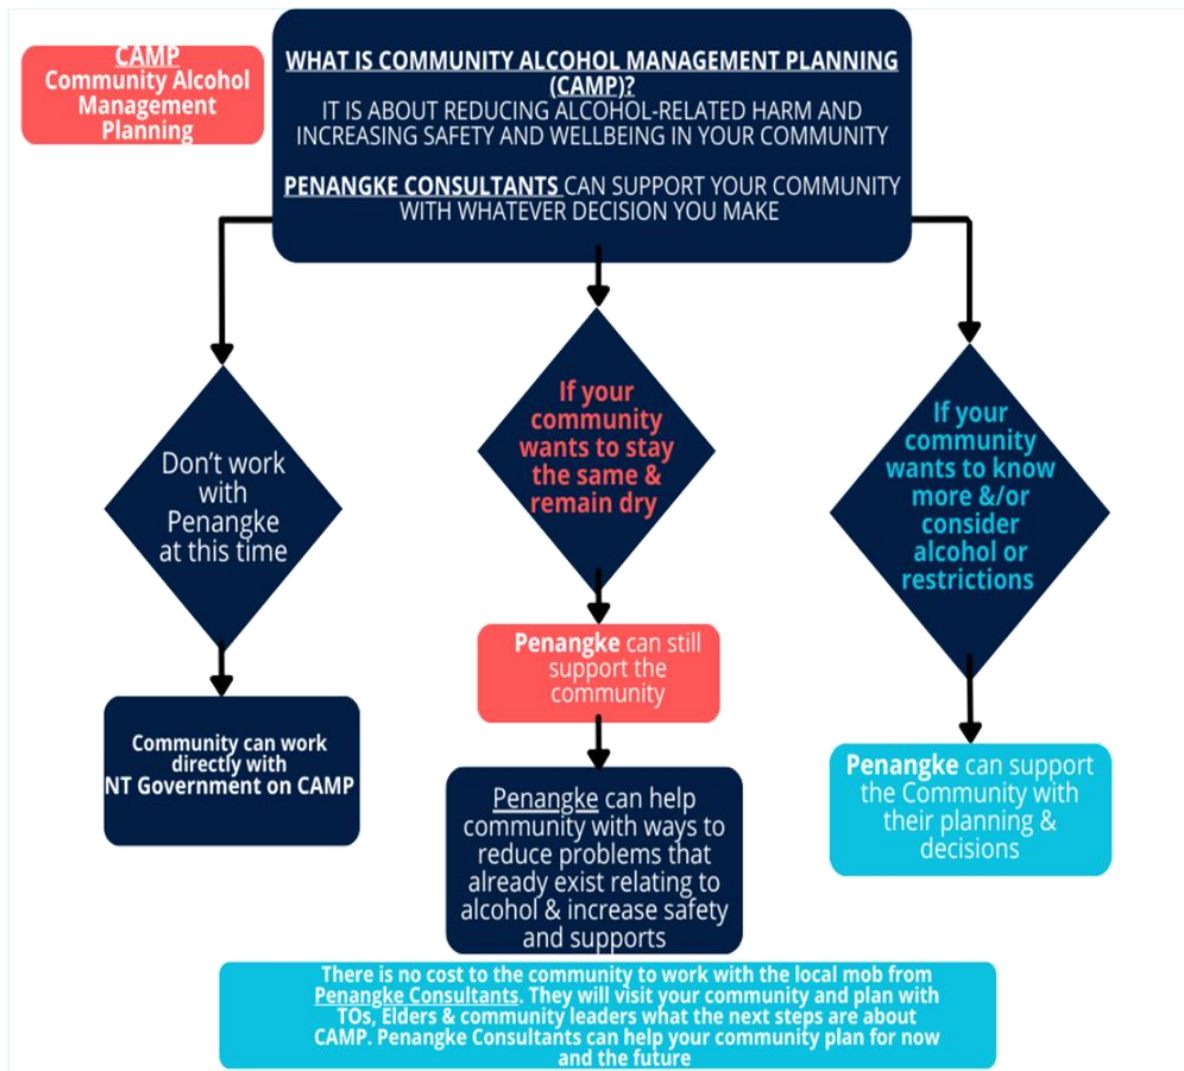 CAMP
Community Alcohol
Management
Planning
WHAT IS COMMUNITY ALCOHOL MANAGEMENT PLANNING
(CAMP)?
IT IS ABOUT REDUCING ALCOHOL-RELATED HARM AND
INCREASING SAFETY AND WELLBEING IN YOUR COMMUNITY
PENANGKE CONSULTANTS CAN SUPPORT YOUR COMMUNITY
WITH WHATEVER DECISION YOU MAKE
Don't work
with
Penangke
at this time
Community can work
directly with
NT Government on CAMP
If your
community
wants to stay
the same &
remain dry
Penangke can still
support the
community
Penangke can help
community with ways to
reduce problems that
already exist relating to
alcohol & increase safety
and supports
If your
community
wants to know
more &/or
consider
alcohol or
restrictions
Penangke can support
the Community with
their planning &
decisions
There is no cost to the community to work with the local mob from
Penangke Consultants. They will visit your community and plan with
TOs, Elders & community leaders what the next steps are about
CAMP. Penangke Consultants can help your community plan for now
and the future